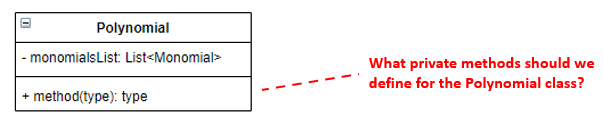 Polynomial
- monomialsList: List<Monomial>
+ method(type): type
What private methods should we
define for the Polynomial class?